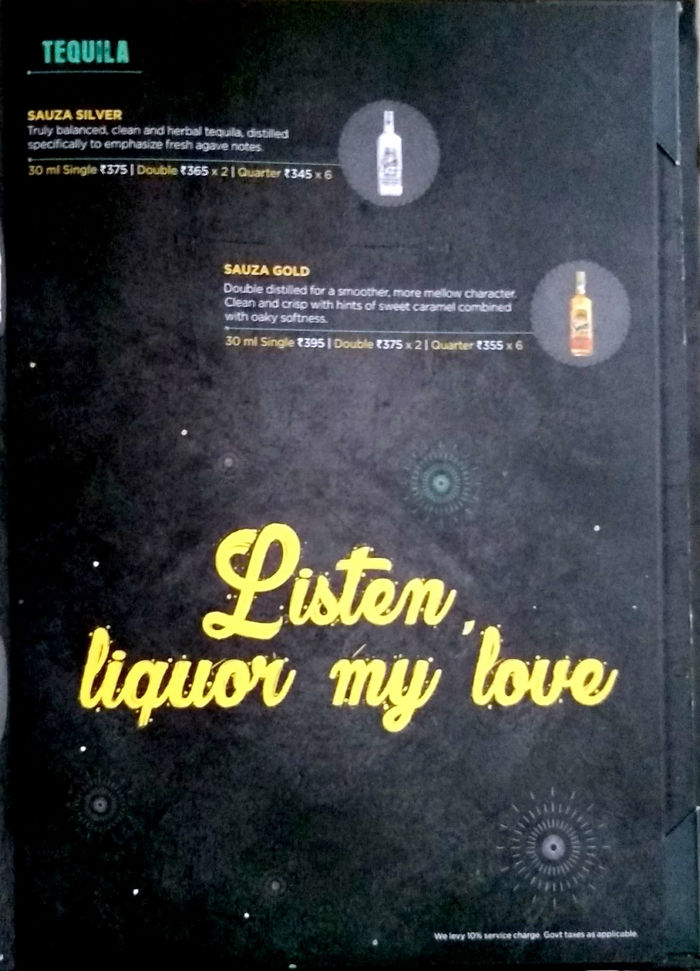 TEQUILA
SAUZA SILVER
Truly balanced, clean and herbal tequila, distilled
specifically to emphasize fresh agave notes.
30 ml Single ₹375 | Double ₹365 x 2 | Quarter ₹345 x 6
SAUZA GOLD
Double distilled for a smoother, more mellow character.
Clean and crisp with hints of sweet caramel combined
with oaky softness.
30 ml Single ₹395 | Double ₹375 x 2 | Quarter ₹355 x 6
Listen,
liquor my love
We levy 10% service charge. Govt taxes as applicable.